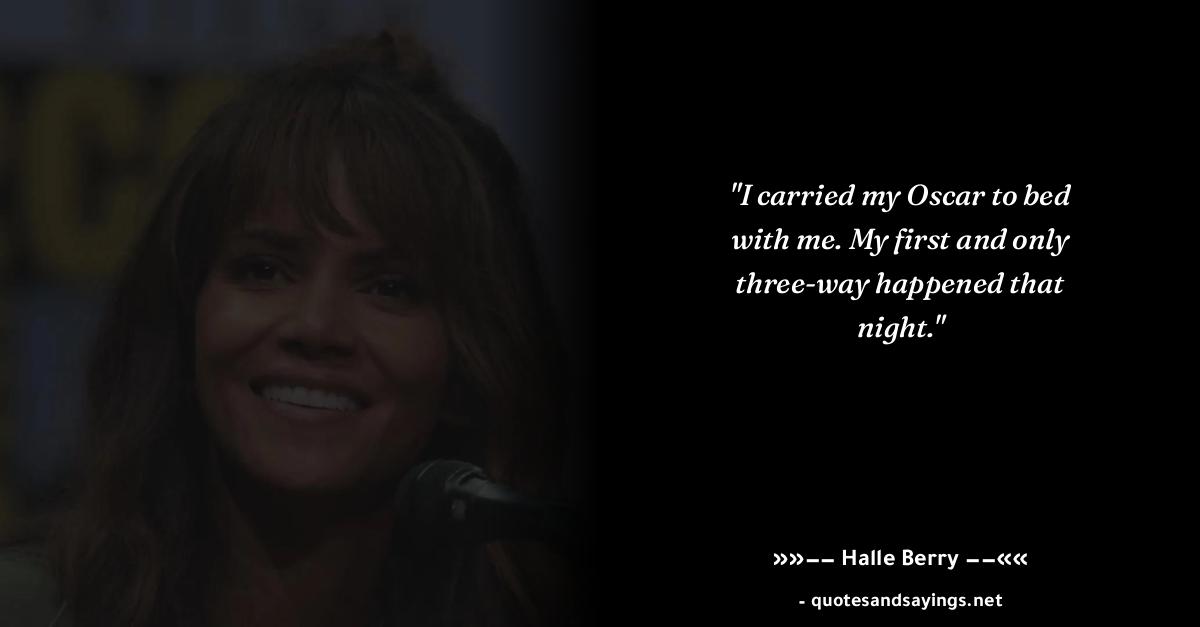 "I carried my Oscar to bed
with me. My first and only
three-way happened that
night."
»»–– Halle Berry ––««
- quotesandsayings.net